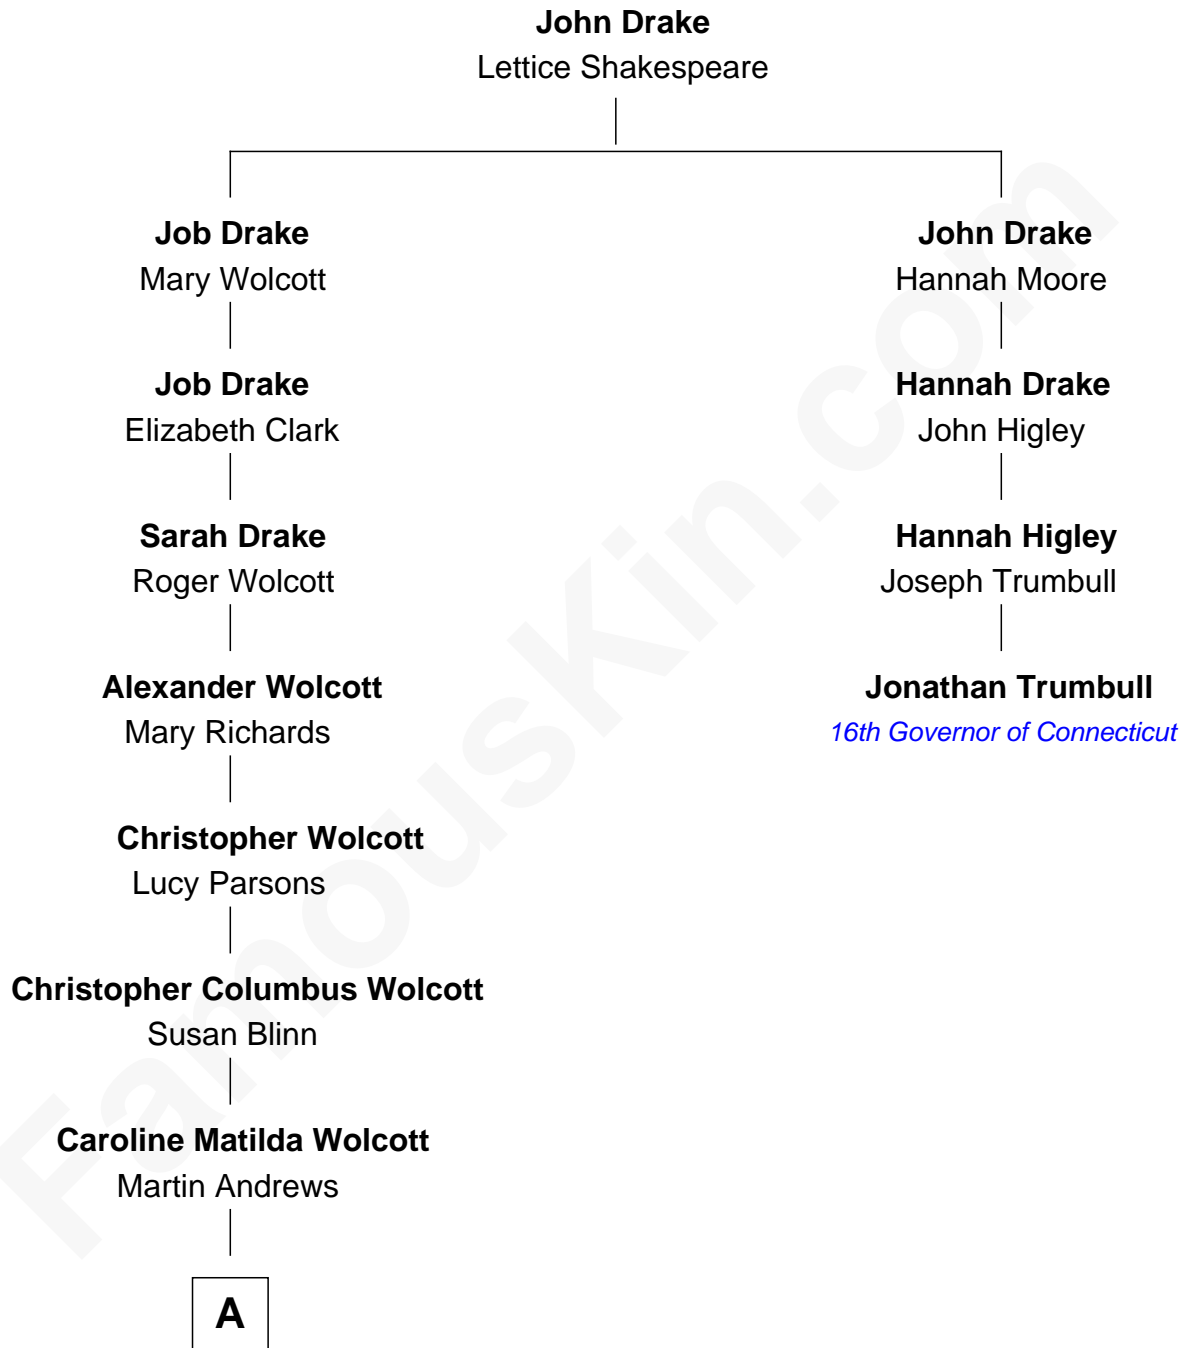 John Drake
Lettice Shakespeare
Job Drake
Mary Wolcott
John Drake
Hannah Moore
Job Drake
Elizabeth Clark
Hannah Drake
John Higley
Sarah Drake
Roger Wolcott
Hannah Higley
Joseph Trumbull
Alexander Wolcott
Mary Richards
Jonathan Trumbull
16th Governor of Connecticut
Christopher Wolcott
Lucy Parsons
Christopher Columbus Wolcott
Susan Blinn
Caroline Matilda Wolcott
Martin Andrews
A
FamousKin.com